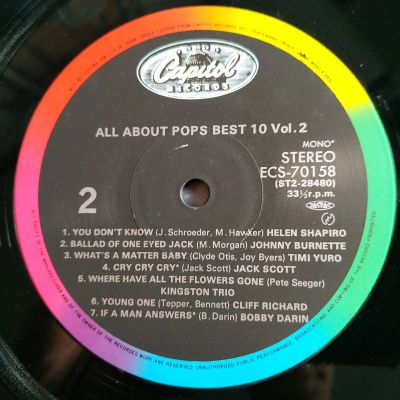 Capitol
RECORDS
ALL ABOUT POPS BEST 10 Vol. 2
MONO*
STEREO
ECS-70158
(ST2-28480)
33⅓ r.p.m.
2
1. YOU DON'T KNOW (J. Schroeder, M. Hawker) HELEN SHAPIRO
2. BALLAD OF ONE EYED JACK (M. Morgan) JOHNNY BURNETTE
3. WHAT'S A MATTER BABY (Clyde Otis, Joy Byers) TIMI YURO
4. CRY CRY CRY* (Jack Scott) JACK SCOTT
5. WHERE HAVE ALL THE FLOWERS GONE (Pete Seeger)
KINGSTON TRIO
6. YOUNG ONE (Tepper, Bennett) CLIFF RICHARD
7. IF A MAN ANSWERS* (B. Darin) BOBBY DARIN